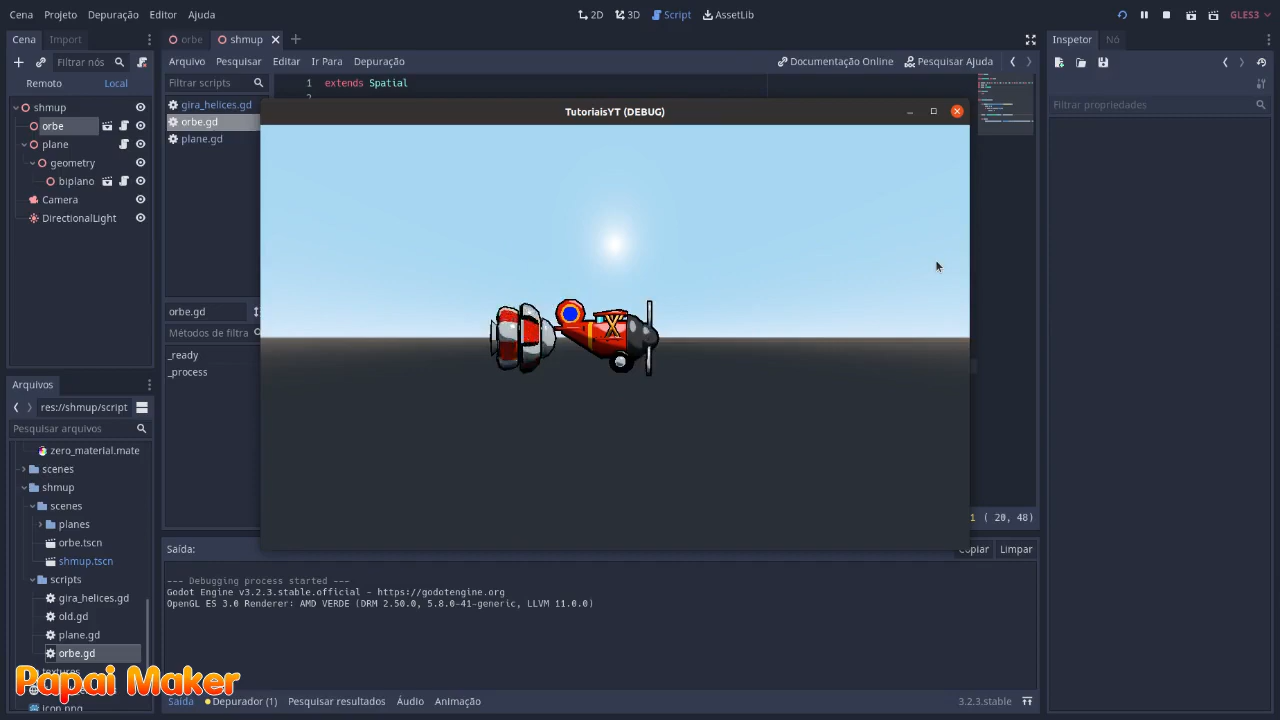 Cena Projeto Depuração Editor Ajuda
2D 3D Script AssetLib
GLES3
Cena Import
orbe shmup
Inspetor Nó
Filtrar nós
Arquivo Pesquisar Editar Ir Para Depuração
Documentação Online Pesquisar Ajuda
Remoto Local
Filtrar scripts
1 extends Spatial
2
Filtrar propriedades
shmup
orbe
plane
geometry
biplano
Camera
DirectionalLight
gira_helices.gd
orbe.gd
plane.gd
TutoriaisYT (DEBUG)
orbe.gd
Métodos de filtra
_ready
_process
Arquivos
res://shmup/script
Pesquisar arquivos
zero_material.mate
scenes
shmup
scenes
planes
orbe.tscn
shmup.tscn
scripts
gira_helices.gd
old.gd
plane.gd
orbe.gd
textures
icon.png
1 ( 20, 48)
Saída:
Copiar Limpar
--- Debugging process started ---
Godot Engine v3.2.3.stable.official - https://godotengine.org
OpenGL ES 3.0 Renderer: AMD VERDE (DRM 2.50.0, 5.8.0-41-generic, LLVM 11.0.0)
Saída Depurador (1) Pesquisar resultados Áudio Animação
3.2.3.stable
Papai Maker